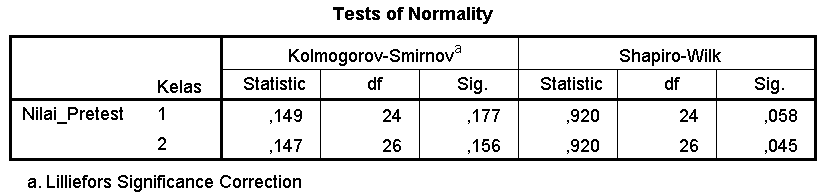 Tests of Normality
Kolmogorov-Smirnovᵃ Shapiro-Wilk
Kelas Statistic df Sig. Statistic df Sig.
Nilai_Pretest 1 ,149 24 ,177 ,920 24 ,058
2 ,147 26 ,156 ,920 26 ,045
a. Lilliefors Significance Correction